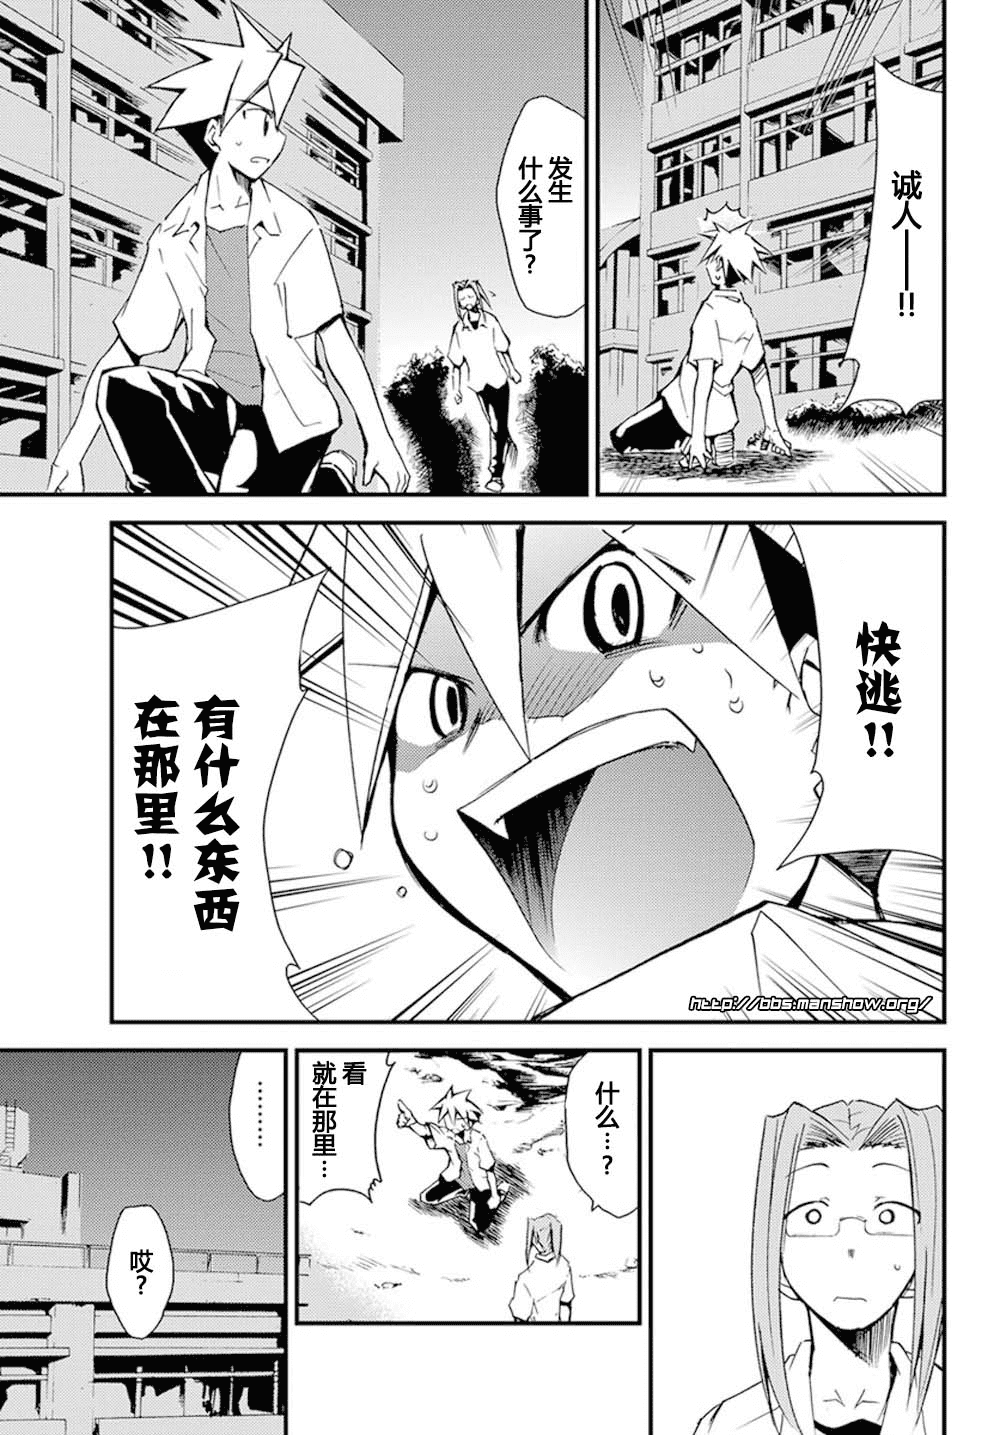 诚人——!!
发生
什么事了?
快逃!!
有什么东西
在那里!!
http://bbs.manshow.org/
什么…?
看
就在那里…
………
哎?